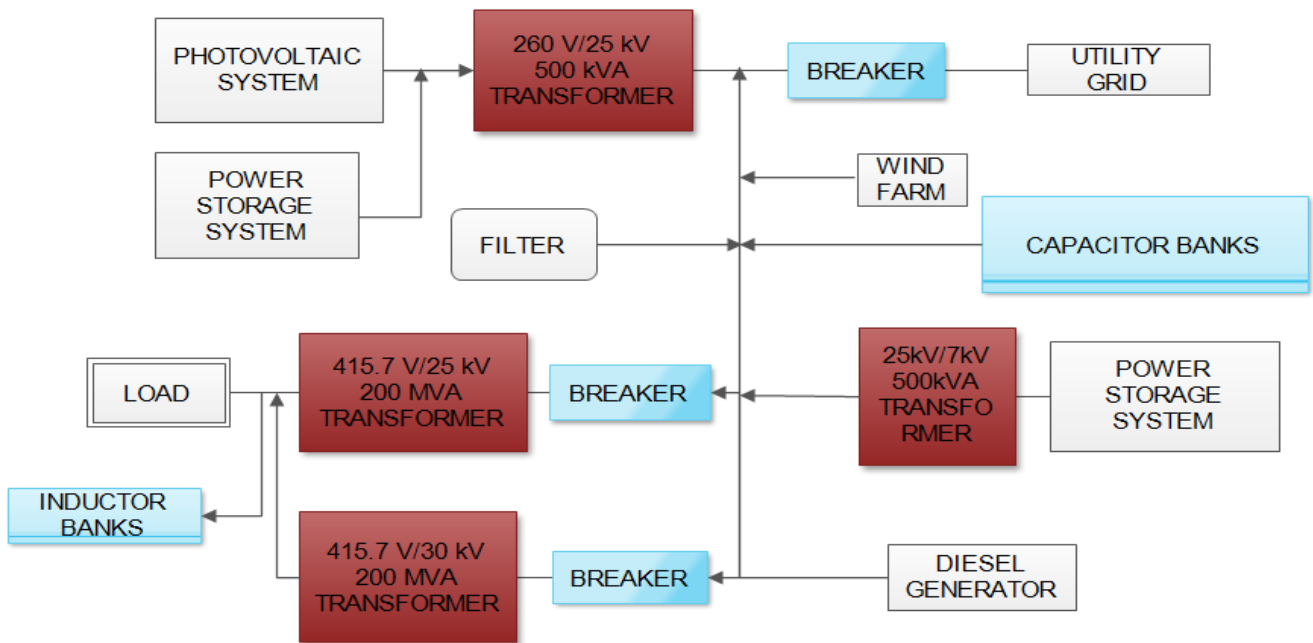 PHOTOVOLTAIC
SYSTEM
260 V/25 kV
500 kVA
TRANSFORMER
BREAKER
UTILITY
GRID
POWER
STORAGE
SYSTEM
WIND
FARM
FILTER
CAPACITOR BANKS
LOAD
415.7 V/25 kV
200 MVA
TRANSFORMER
BREAKER
25kV/7kV
500kVA
TRANSFO
RMER
POWER
STORAGE
SYSTEM
INDUCTOR
BANKS
415.7 V/30 kV
200 MVA
TRANSFORMER
BREAKER
DIESEL
GENERATOR